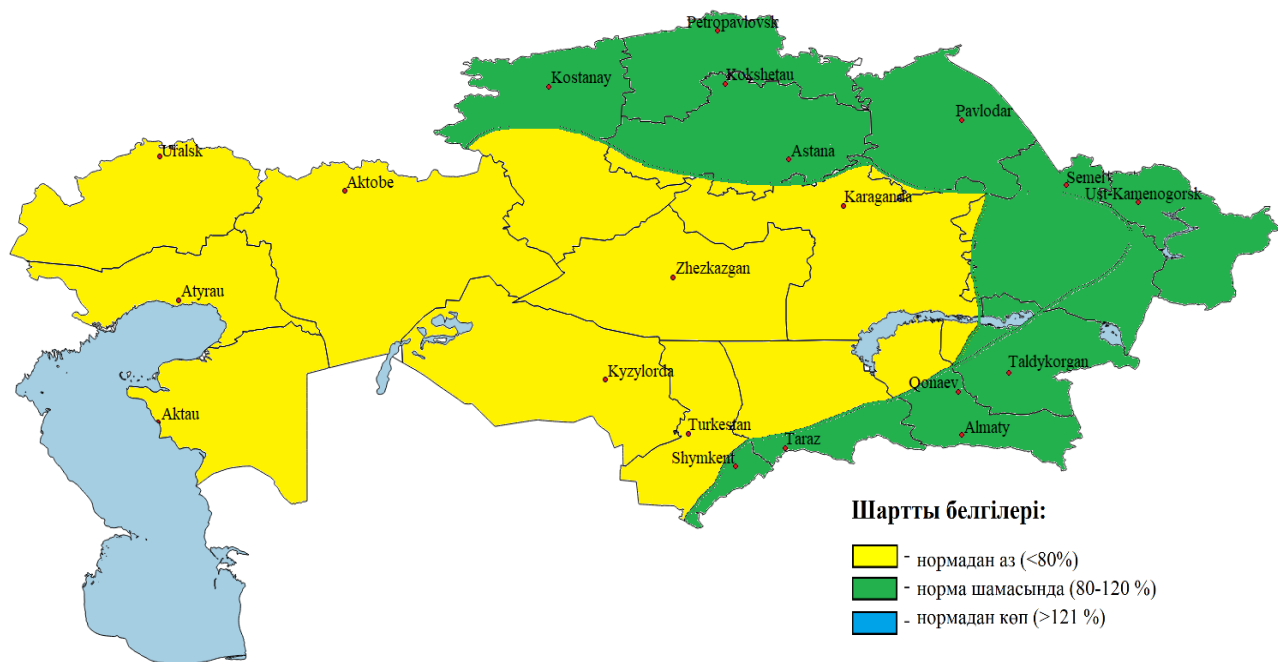 Petropavlovsk
Kostanay
Kokshetau
Pavlodar
Uralsk
Astana
Aktobe
Semey
Ust-Kamenogorsk
Karaganda
Zhezkazgan
Atyrau
Kyzylorda
Taldykorgan
Qonaev
Aktau
Turkestan
Almaty
Taraz
Shymkent
Шартты белгілері:
- нормадан аз (<80%)
- норма шамасында (80-120 %)
- нормадан көп (>121 %)